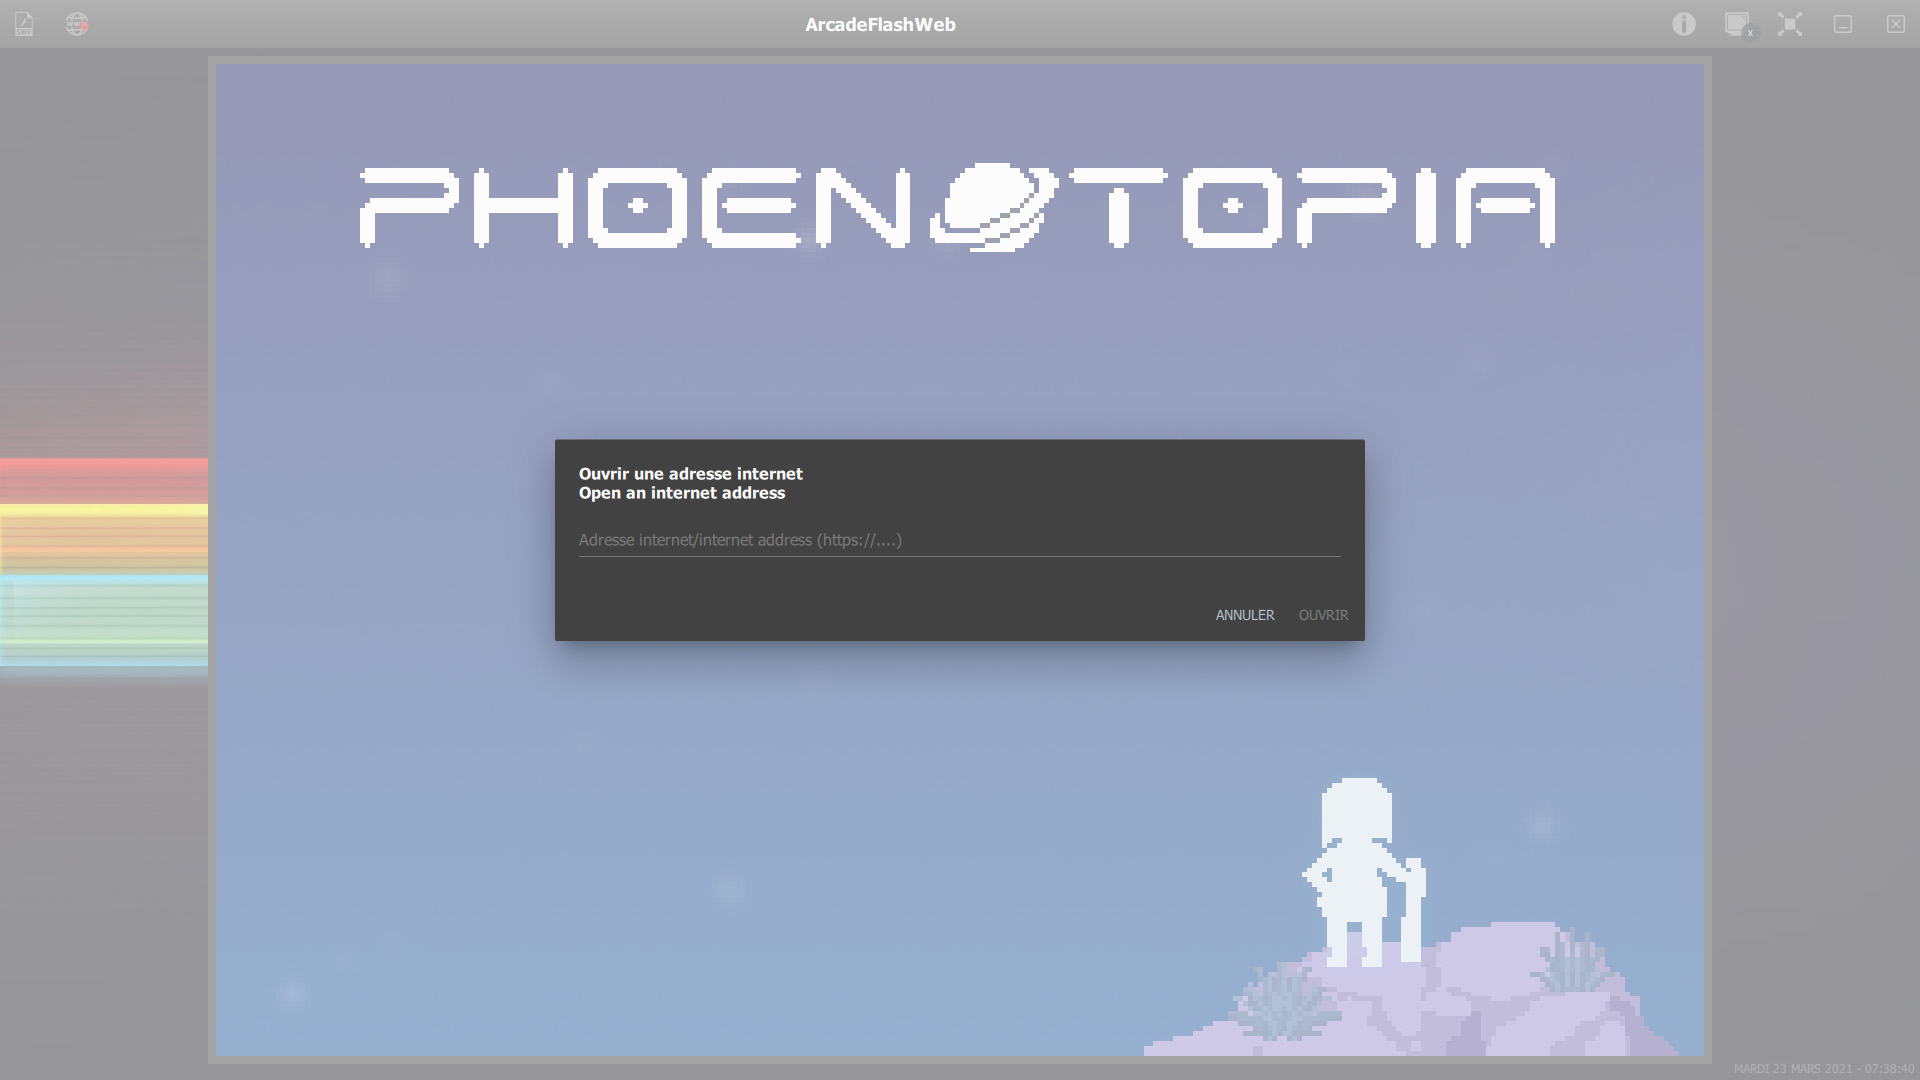 ArcadeFlashWeb
PHOENOTOPIA
Ouvrir une adresse internet
Open an internet address
Adresse internet/internet address (https://....)
ANNULER OUVRIR
MARDI 23 MARS 2021 - 07:38:40